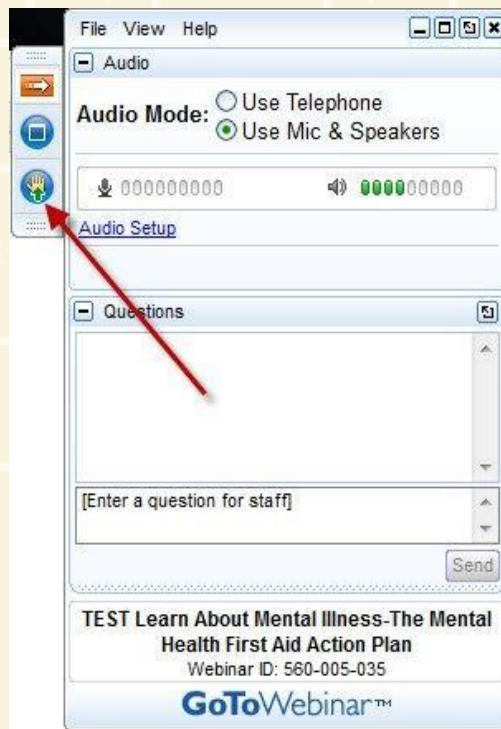 File View Help
Audio
Audio Mode: Use Telephone
Use Mic & Speakers
000000000 000000000
Audio Setup
Questions
[Enter a question for staff]
Send
TEST Learn About Mental Illness-The Mental
Health First Aid Action Plan
Webinar ID: 560-005-035
GoToWebinar™